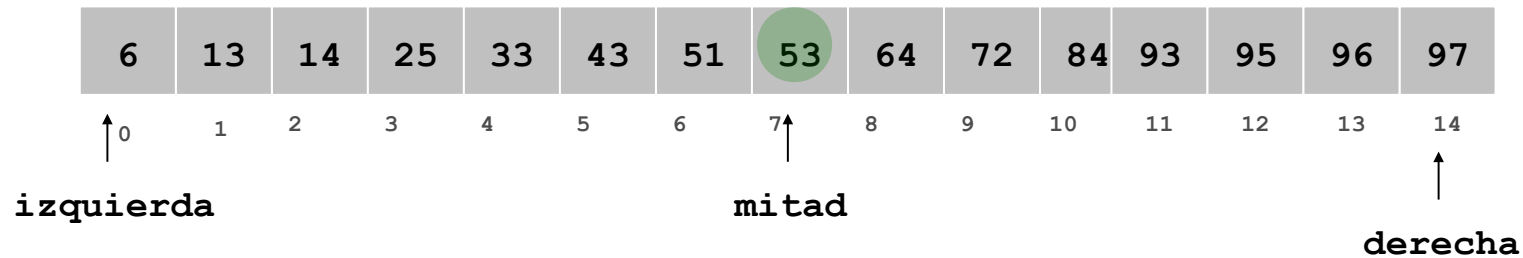 6 13 14 25 33 43 51 53 64 72 84 93 95 96 97
0 1 2 3 4 5 6 7 8 9 10 11 12 13 14
izquierda mitad
derecha